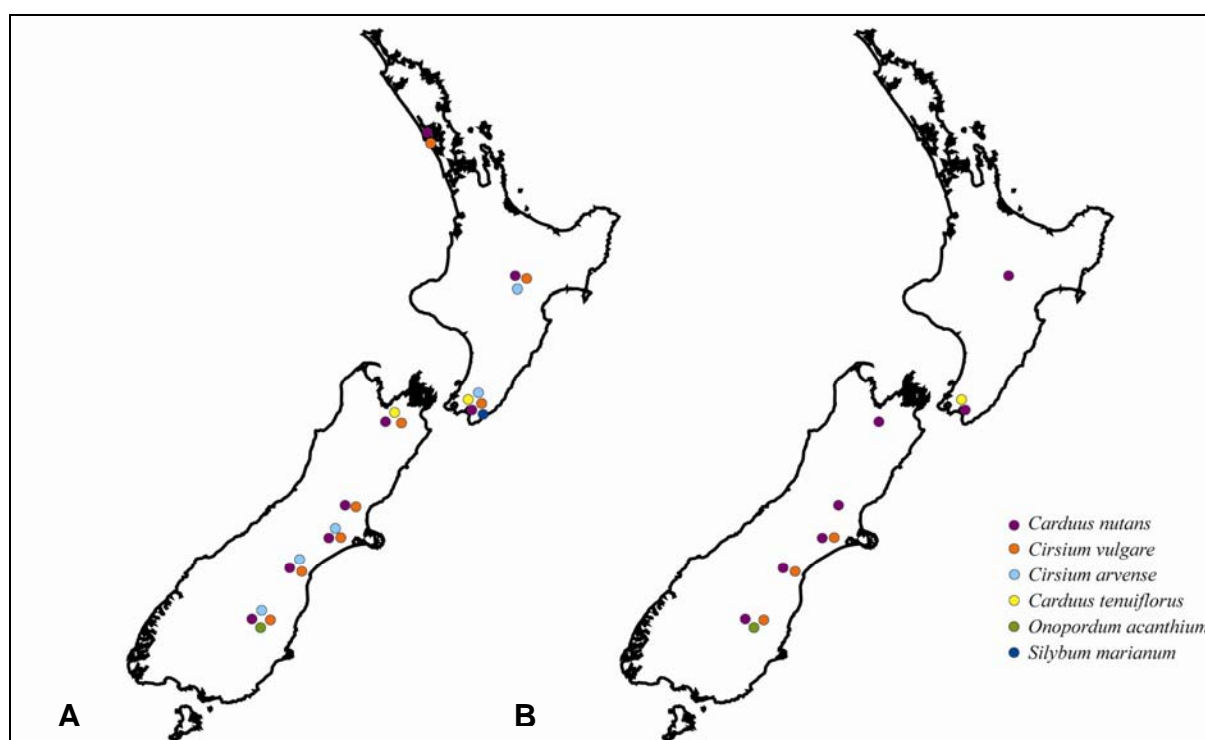 Carduus nutans
Cirsium vulgare
Cirsium arvense
Carduus tenuiflorus
Onopordum acanthium
Silybum marianum
A
B